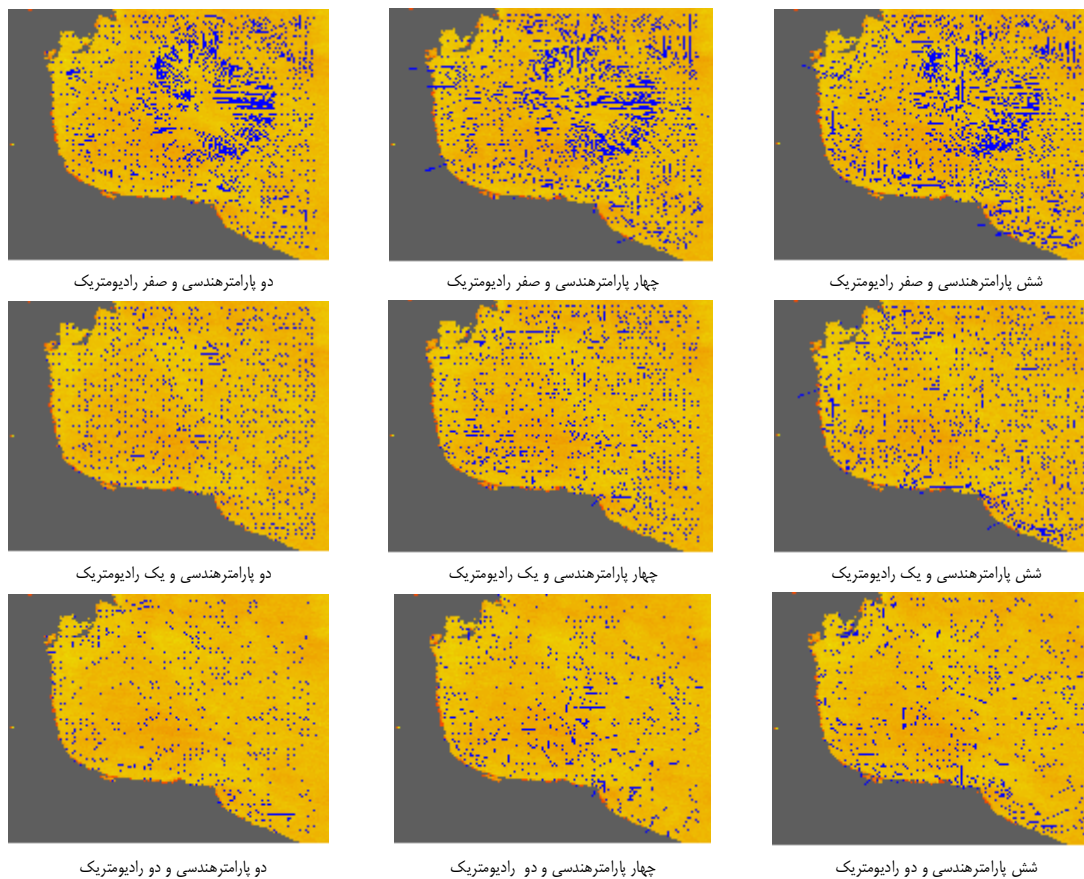 شش پارامترهندسی و صفر رادیومتریک
چهار پارامترهندسی و صفر رادیومتریک
دو پارامترهندسی و صفر رادیومتریک
شش پارامترهندسی و یک رادیومتریک
چهار پارامترهندسی و یک رادیومتریک
دو پارامترهندسی و یک رادیومتریک
شش پارامترهندسی و دو رادیومتریک
چهار پارامترهندسی و دو رادیومتریک
دو پارامترهندسی و دو رادیومتریک